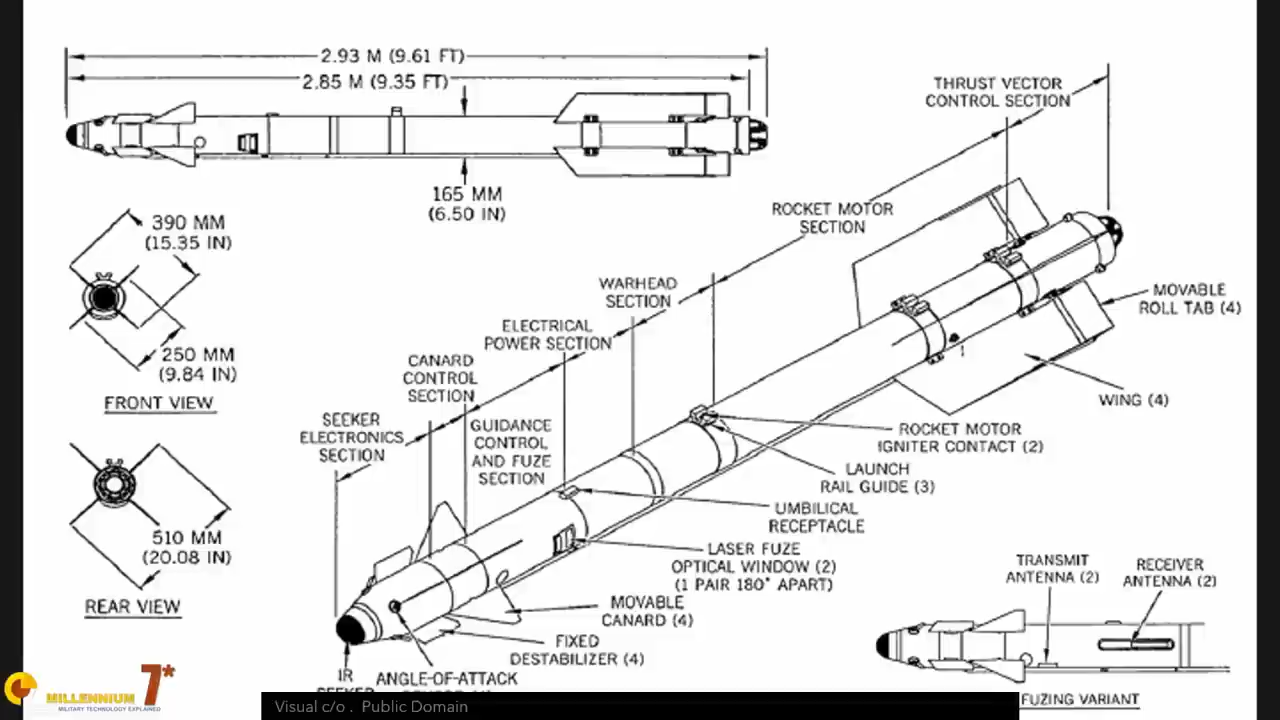 2.93 M (9.61 FT)
2.85 M (9.35 FT)
165 MM
(6.50 IN)
390 MM
(15.35 IN)
250 MM
(9.84 IN)
FRONT VIEW
510 MM
(20.08 IN)
REAR VIEW
THRUST VECTOR
CONTROL SECTION
ROCKET MOTOR
SECTION
WARHEAD
SECTION
ELECTRICAL
POWER SECTION
CANARD
CONTROL
SECTION
SEEKER
ELECTRONICS
SECTION
GUIDANCE
CONTROL
AND FUZE
SECTION
MOVABLE
ROLL TAB (4)
WING (4)
ROCKET MOTOR
IGNITER CONTACT (2)
LAUNCH
RAIL GUIDE (3)
UMBILICAL
RECEPTACLE
LASER FUZE
OPTICAL WINDOW (2)
(1 PAIR 180° APART)
MOVABLE
CANARD (4)
FIXED
DESTABILIZER (4)
ANGLE-OF-ATTACK
IR
TRANSMIT
ANTENNA (2)
RECEIVER
ANTENNA (2)
FUZING VARIANT
MILLENNIUM 7*
MILITARY TECHNOLOGY EXPLAINED
Visual c/o . Public Domain